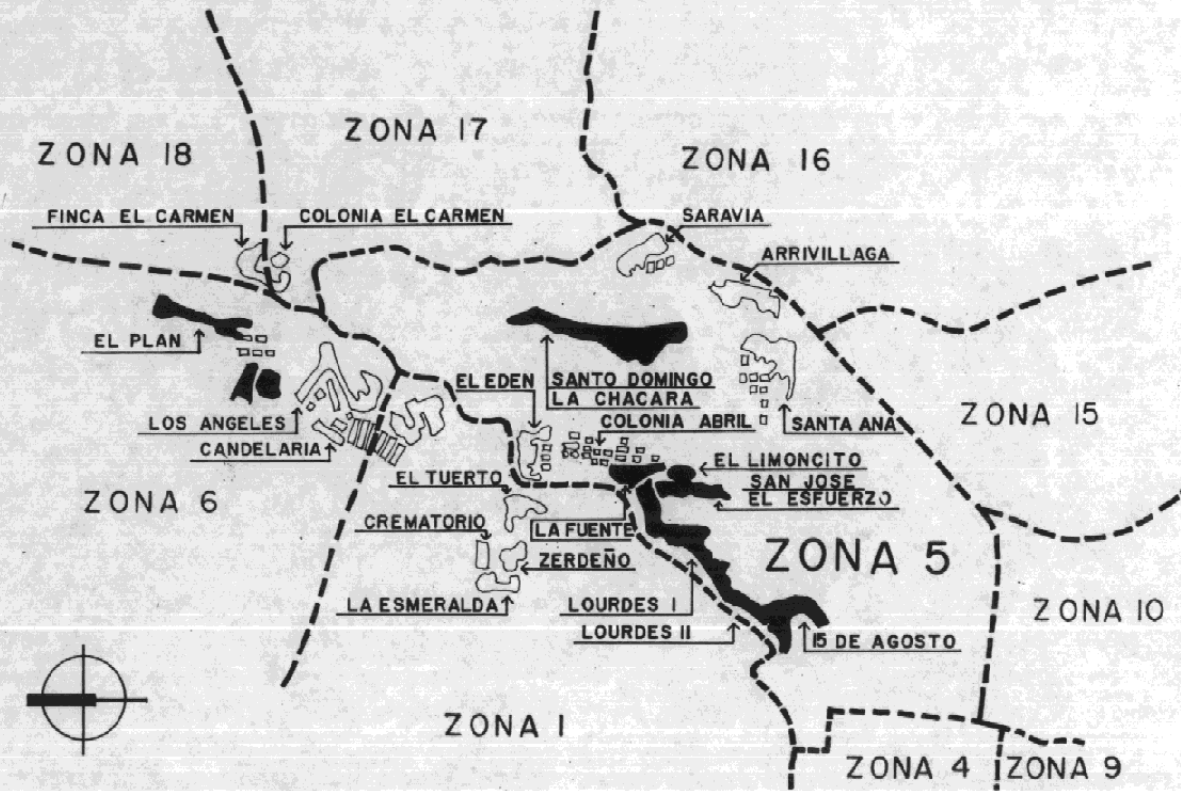 ZONA 17
ZONA 18
ZONA 16
FINCA EL CARMEN
COLONIA EL CARMEN
SARAVIA
ARRIVILLAGA
EL PLAN
EL EDEN
SANTO DOMINGO
LA CHACARA
COLONIA ABRIL
SANTA ANA
ZONA 15
LOS ANGELES
CANDELARIA
EL LIMONCITO
EL TUERTO
SAN JOSE
EL ESFUERZO
ZONA 6
CREMATORIO
LA FUENTE
ZERDEÑO
ZONA 5
LA ESMERALDA
LOURDES I
LOURDES II
15 DE AGOSTO
ZONA 10
ZONA 1
ZONA 4
ZONA 9